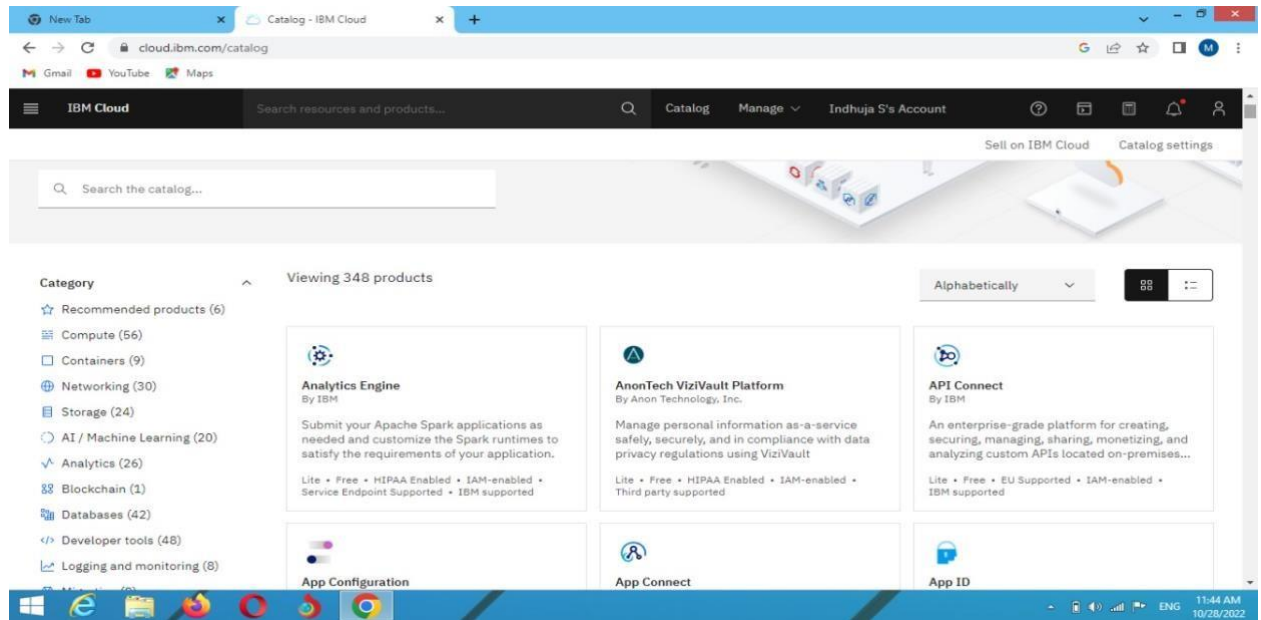 New Tab
Catalog - IBM Cloud
cloud.ibm.com/catalog
G
M
Gmail
YouTube
Maps
IBM Cloud
Search resources and products...
Catalog
Manage
Indhuja S's Account
Sell on IBM Cloud
Catalog settings
Search the catalog...
Category
Recommended products (6)
Compute (56)
Containers (9)
Networking (30)
Storage (24)
AI / Machine Learning (20)
Analytics (26)
Blockchain (1)
Databases (42)
Developer tools (48)
Logging and monitoring (8)
Viewing 348 products
Alphabetically
Analytics Engine
By IBM
Submit your Apache Spark applications as
needed and customize the Spark runtimes to
satisfy the requirements of your application.
Lite • Free • HIPAA Enabled • IAM-enabled •
Service Endpoint Supported • IBM supported
AnonTech ViziVault Platform
By Anon Technology, Inc.
Manage personal information as-a-service
safely, securely, and in compliance with data
privacy regulations using ViziVault
Lite • Free • HIPAA Enabled • IAM-enabled •
Third party supported
API Connect
By IBM
An enterprise-grade platform for creating,
securing, managing, sharing, monetizing, and
analyzing custom APIs located on-premises...
Lite • Free • EU Supported • IAM-enabled •
IBM supported
App Configuration
App Connect
App ID
ENG
11:44 AM
10/28/2022